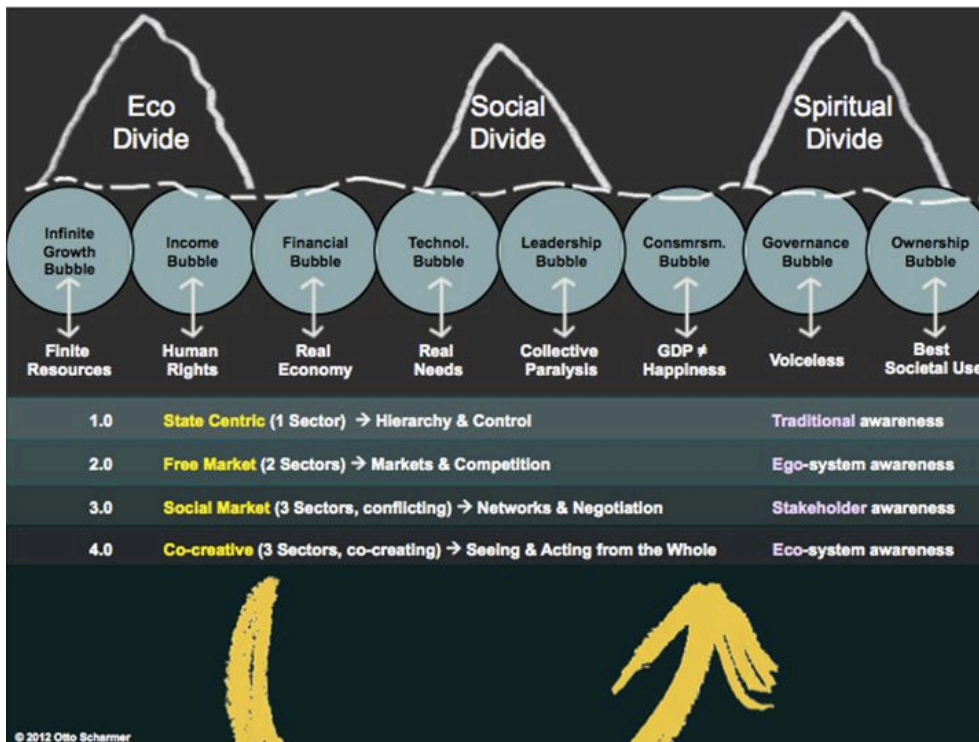 Eco
Divide
Social
Divide
Spiritual
Divide
Infinite
Growth
Bubble
Income
Bubble
Financial
Bubble
Technol.
Bubble
Leadership
Bubble
Consmrsm.
Bubble
Governance
Bubble
Ownership
Bubble
Finite
Resources
Human
Rights
Real
Economy
Real
Needs
Collective
Paralysis
GDP ≠
Happiness
Voiceless
Best
Societal Use
1.0 State Centric (1 Sector) → Hierarchy & Control Traditional awareness
2.0 Free Market (2 Sectors) → Markets & Competition Ego-system awareness
3.0 Social Market (3 Sectors, conflicting) → Networks & Negotiation Stakeholder awareness
4.0 Co-creative (3 Sectors, co-creating) → Seeing & Acting from the Whole Eco-system awareness
© 2012 Otto Scharmer